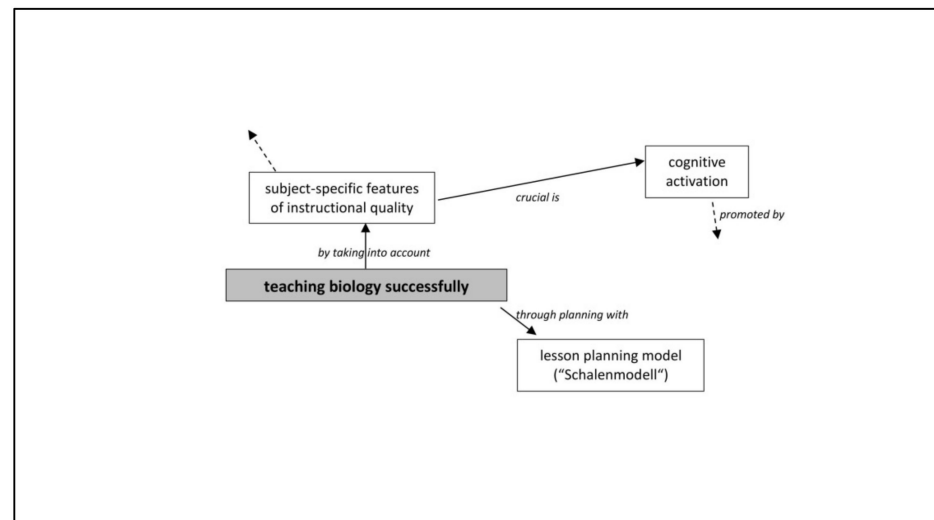 subject-specific features
of instructional quality
cognitive
activation
crucial is
promoted by
by taking into account
teaching biology successfully
through planning with
lesson planning model
(“Schalenmodell“)